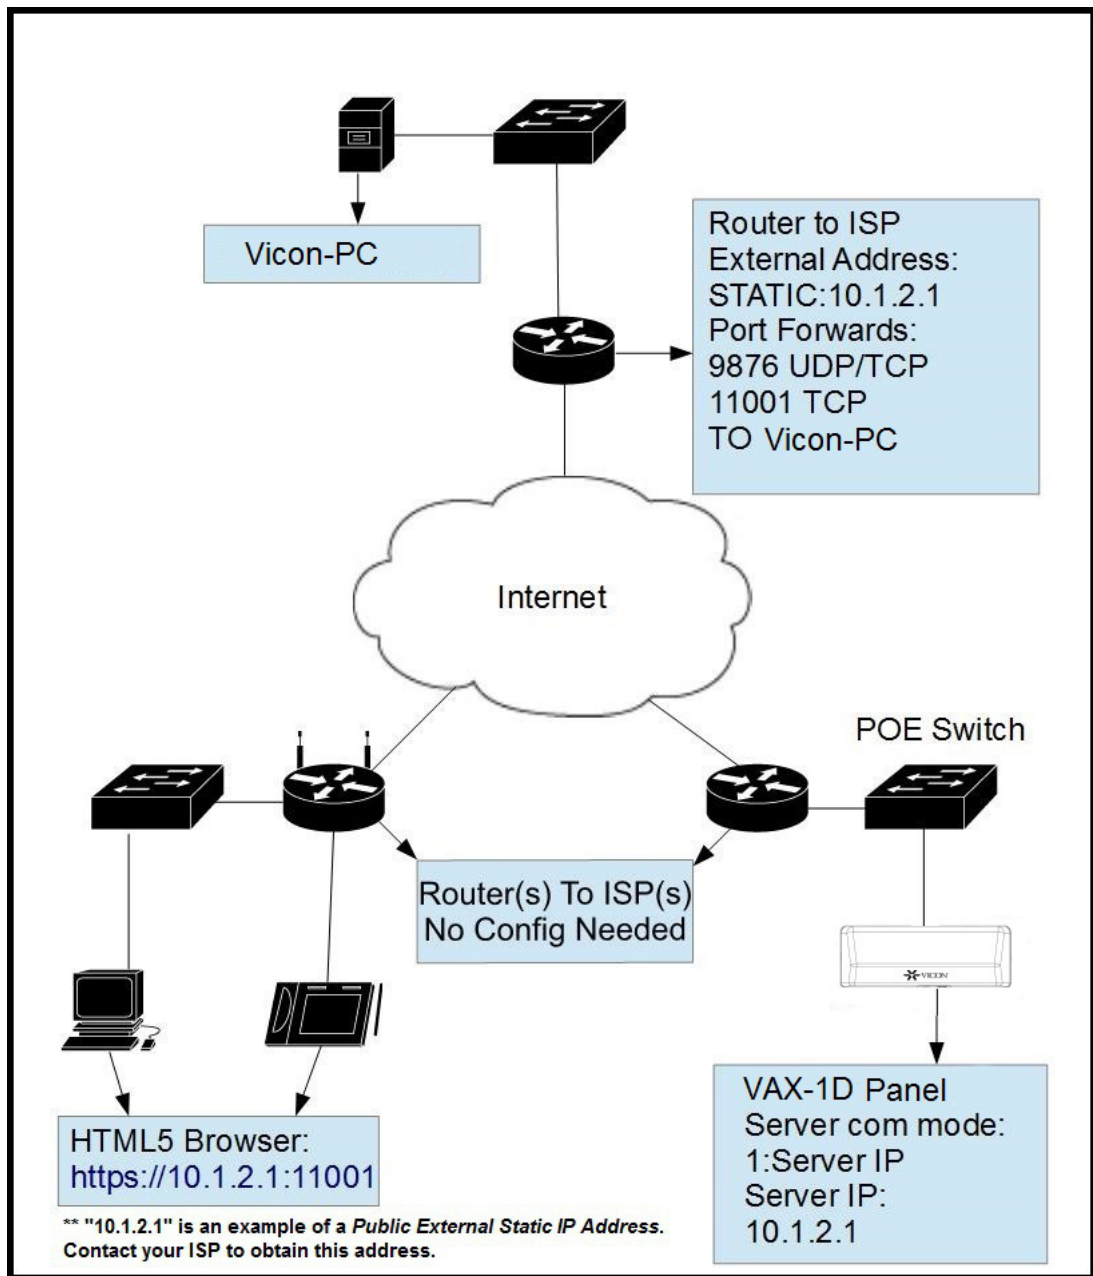 Vicon-PC
Router to ISP
External Address:
STATIC:10.1.2.1
Port Forwards:
9876 UDP/TCP
11001 TCP
TO Vicon-PC
Internet
POE Switch
Router(s) To ISP(s)
No Config Needed
VICON
HTML5 Browser:
https://10.1.2.1:11001
VAX-1D Panel
Server com mode:
1:Server IP
Server IP:
10.1.2.1
** "10.1.2.1" is an example of a Public External Static IP Address.
Contact your ISP to obtain this address.